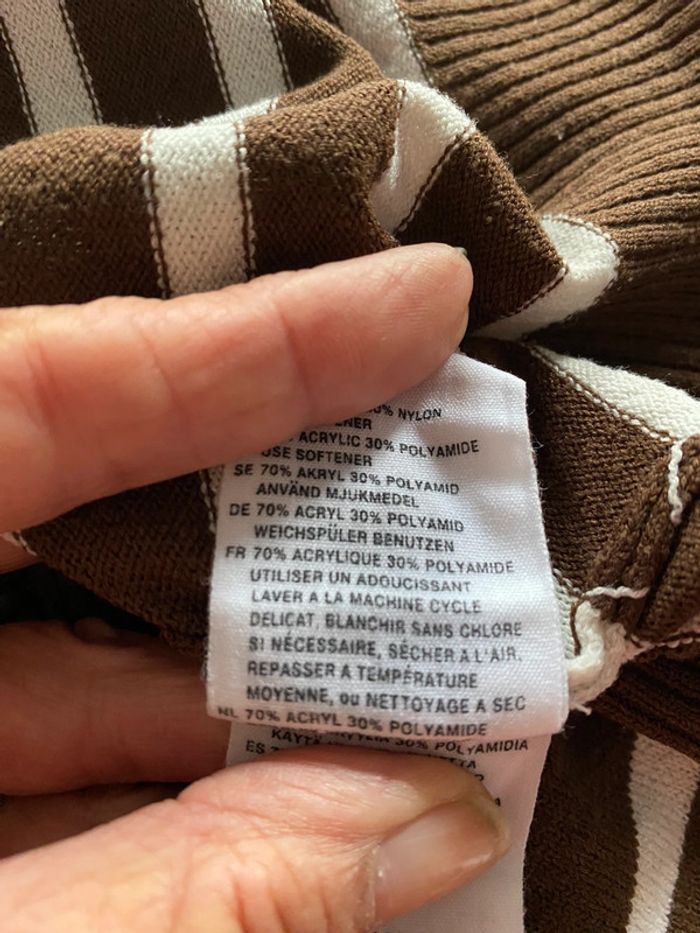 % NYLON
ACRYLIC 30% POLYAMIDE
USE SOFTENER
SE 70% AKRYL 30% POLYAMID
ANVÄND MJUKMEDEL
DE 70% ACRYL 30% POLYAMID
WEICHSPÜLER BENUTZEN
FR 70% ACRYLIQUE 30% POLYAMIDE
UTILISER UN ADOUCISSANT
LAVER A LA MACHINE CYCLE
DELICAT, BLANCHIR SANS CHLORE
SI NÉCESSAIRE, SÉCHER A L'AIR,
REPASSER A TEMPÉRATURE
MOYENNE, OU NETTOYAGE A SEC
NL 70% ACRYL 30% POLYAMIDE
30% POLYAMIDIA
ES